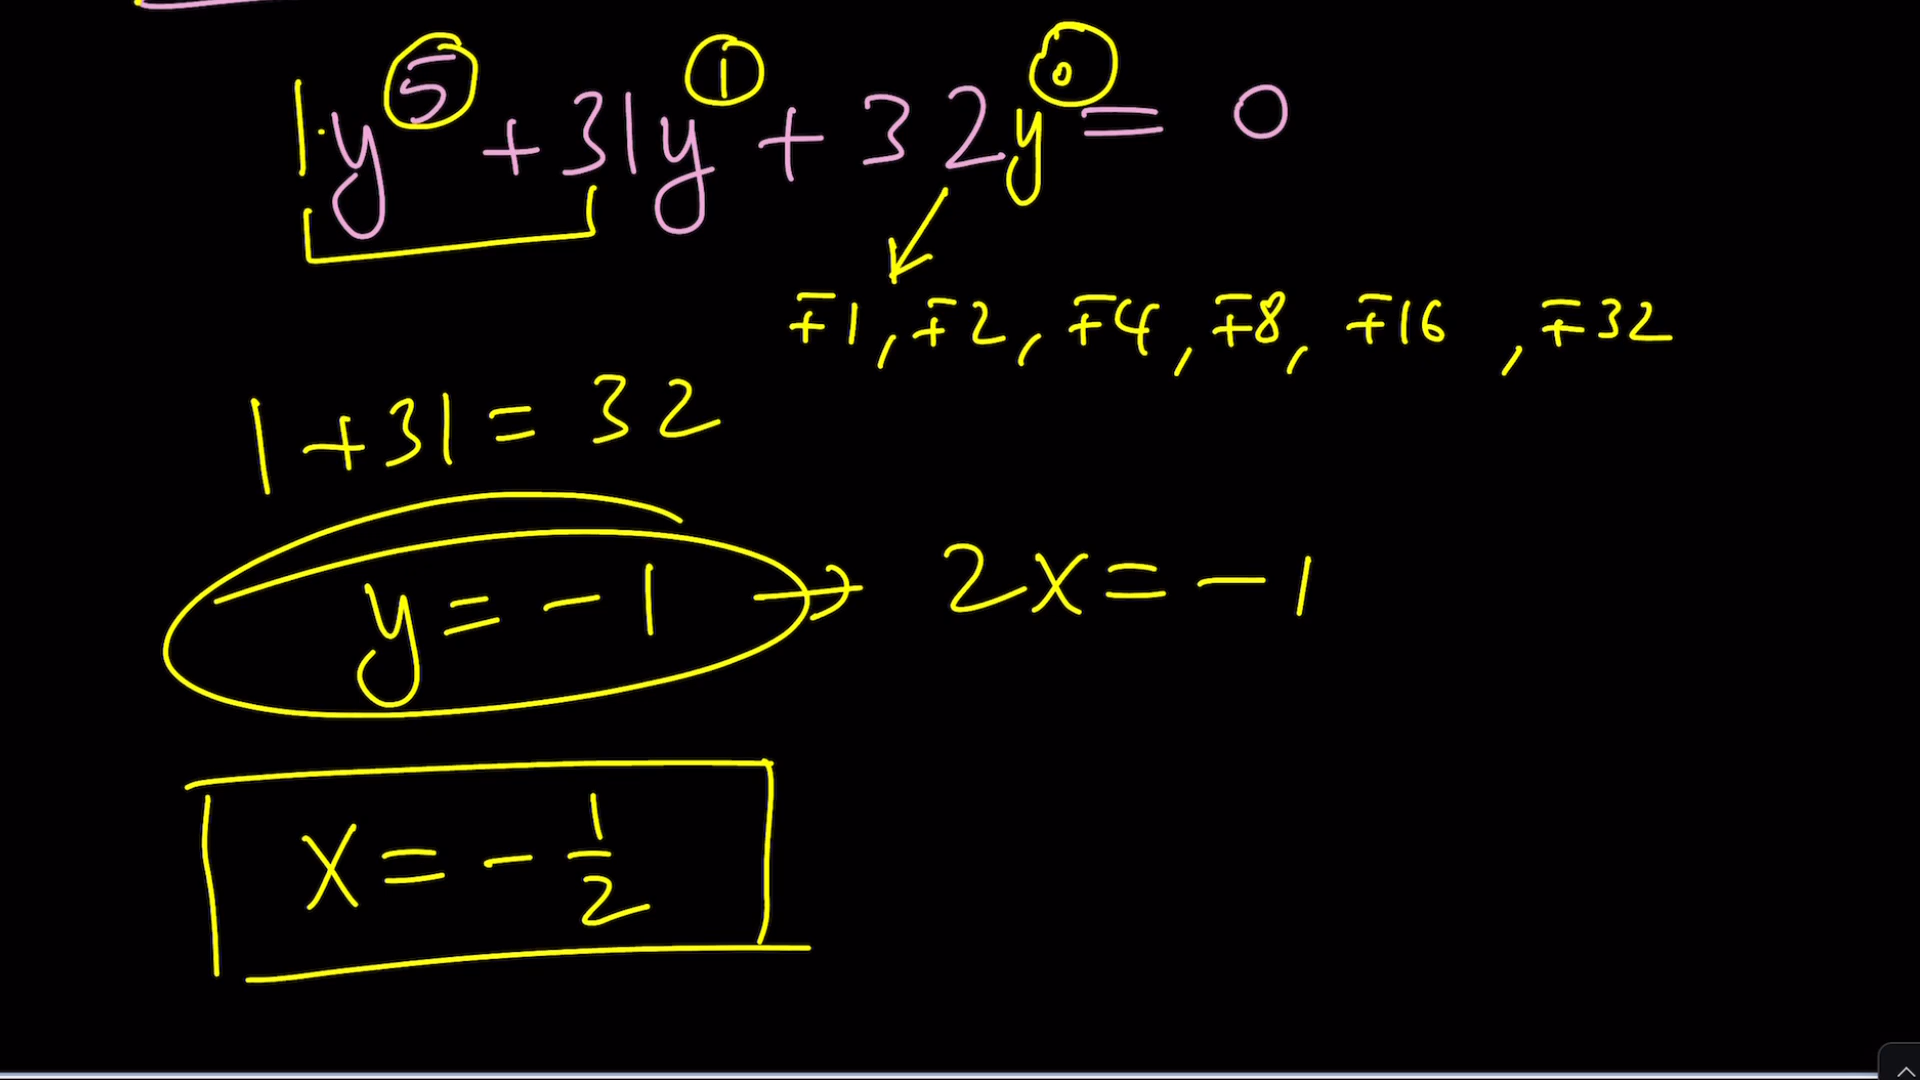 1·y⁵ + 31y¹ + 32y⁰ = 0
∓1, ∓2, ∓4, ∓8, ∓16, ∓32
1 + 31 = 32
y = -1 → 2x = -1
x = - 1/2